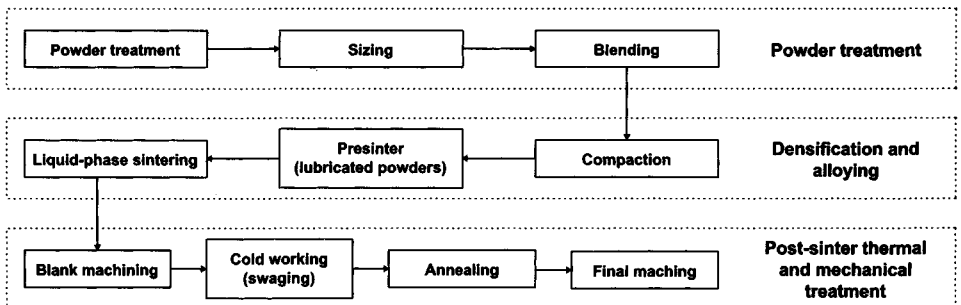 Powder treatment
Sizing
Blending
Powder treatment
Liquid-phase sintering
Presinter
(lubricated powders)
Compaction
Densification and
alloying
Blank machining
Cold working
(swaging)
Annealing
Final maching
Post-sinter thermal
and mechanical
treatment